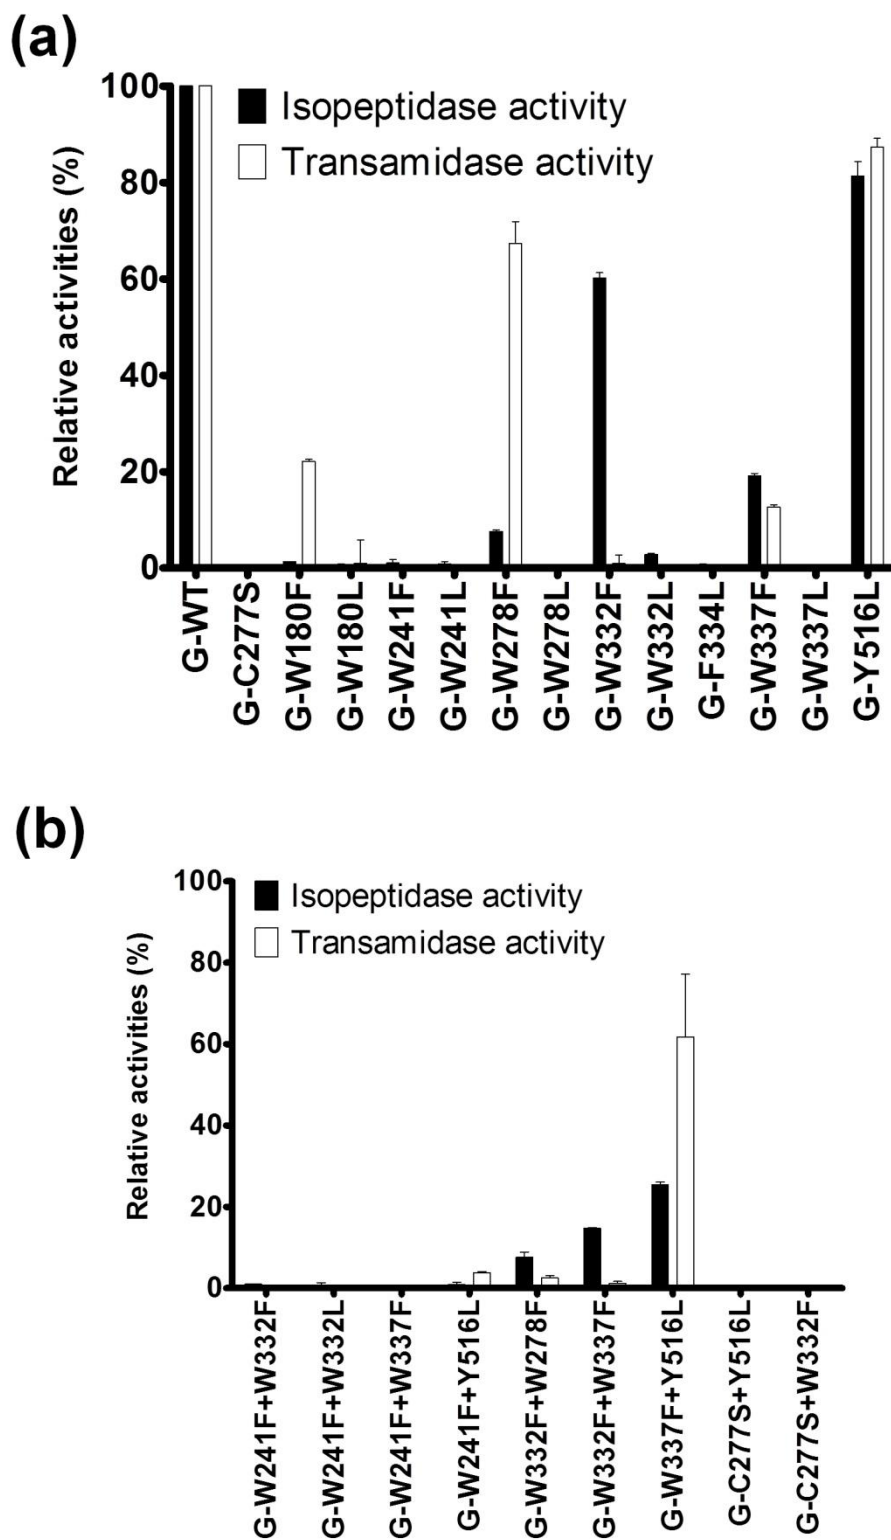 (a)
100
80
60
40
20
0
Relative activities (%)
Isopeptidase activity
Transamidase activity
G-WT
G-C277S
G-W180F
G-W180L
G-W241F
G-W241L
G-W278F
G-W278L
G-W332F
G-W332L
G-F334L
G-W337F
G-W337L
G-Y516L
(b)
100
80
60
40
20
0
Relative activities (%)
Isopeptidase activity
Transamidase activity
G-W241F+W332F
G-W241F+W332L
G-W241F+W337F
G-W241F+Y516L
G-W332F+W278F
G-W332F+W337F
G-W337F+Y516L
G-C277S+Y516L
G-C277S+W332F